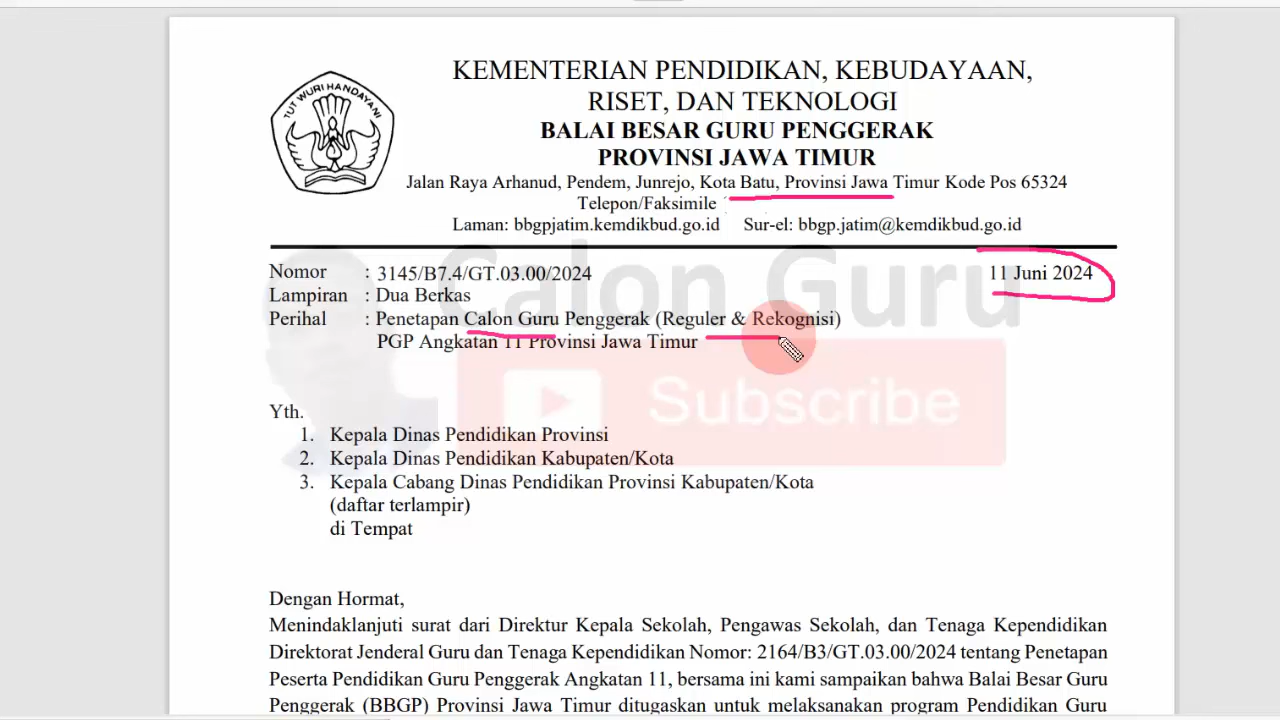 TUT WURI HANDAYANI
KEMENTERIAN PENDIDIKAN, KEBUDAYAAN,
RISET, DAN TEKNOLOGI
BALAI BESAR GURU PENGGERAK
PROVINSI JAWA TIMUR
Jalan Raya Arhanud, Pendem, Junrejo, Kota Batu, Provinsi Jawa Timur Kode Pos 65324
Telepon/Faksimile
Laman: bbgpjatim.kemdikbud.go.id Sur-el: bbgp.jatim@kemdikbud.go.id
Calon Guru
Nomor : 3145/B7.4/GT.03.00/2024 11 Juni 2024
Lampiran : Dua Berkas
Perihal : Penetapan Calon Guru Penggerak (Reguler & Rekognisi)
PGP Angkatan 11 Provinsi Jawa Timur
Subscribe
Yth.
1. Kepala Dinas Pendidikan Provinsi
2. Kepala Dinas Pendidikan Kabupaten/Kota
3. Kepala Cabang Dinas Pendidikan Provinsi Kabupaten/Kota
(daftar terlampir)
di Tempat
Dengan Hormat,
Menindaklanjuti surat dari Direktur Kepala Sekolah, Pengawas Sekolah, dan Tenaga Kependidikan
Direktorat Jenderal Guru dan Tenaga Kependidikan Nomor: 2164/B3/GT.03.00/2024 tentang Penetapan
Peserta Pendidikan Guru Penggerak Angkatan 11, bersama ini kami sampaikan bahwa Balai Besar Guru
Penggerak (BBGP) Provinsi Jawa Timur ditugaskan untuk melaksanakan program Pendidikan Guru